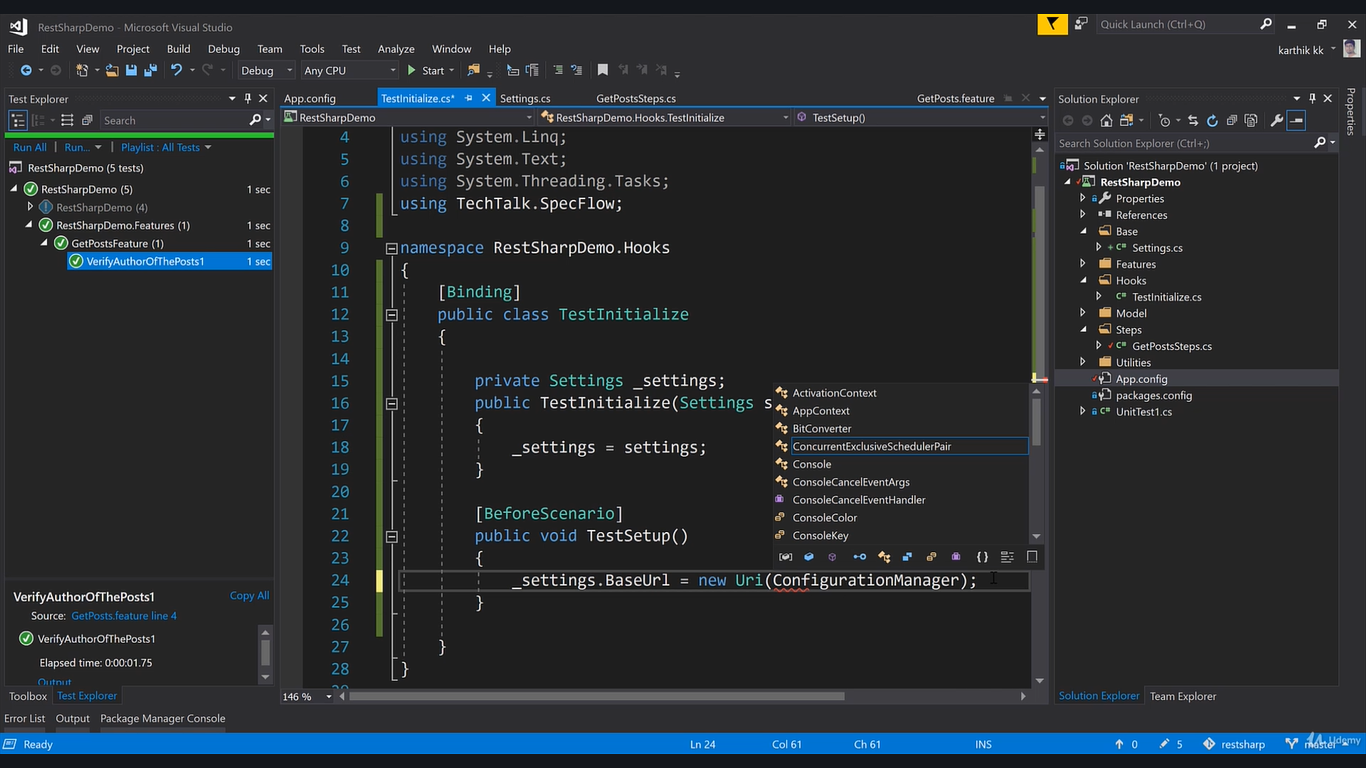 RestSharpDemo - Microsoft Visual Studio
Quick Launch (Ctrl+Q)
File Edit View Project Build Debug Team Tools Test Analyze Window Help
karthik kk
Debug Any CPU Start
Test Explorer
Search
Run All Run... Playlist : All Tests
RestSharpDemo (5 tests)
RestSharpDemo (5) 1 sec
RestSharpDemo (4)
RestSharpDemo.Features (1) 1 sec
GetPostsFeature (1) 1 sec
VerifyAuthorOfThePosts1 1 sec
VerifyAuthorOfThePosts1 Copy All
Source: GetPosts.feature line 4
VerifyAuthorOfThePosts1
Elapsed time: 0:00:01.75
Output
Toolbox Test Explorer
App.config TestInitialize.cs* Settings.cs GetPostsSteps.cs GetPosts.feature
RestSharpDemo RestSharpDemo.Hooks.TestInitialize TestSetup()
4 using System.Linq;
5 using System.Text;
6 using System.Threading.Tasks;
7 using TechTalk.SpecFlow;
8
9 namespace RestSharpDemo.Hooks
10 {
11 [Binding]
12 public class TestInitialize
13 {
14
15 private Settings _settings;
16 public TestInitialize(Settings s
17 {
18 _settings = settings;
19 }
20
21 [BeforeScenario]
22 public void TestSetup()
23 {
24 _settings.BaseUrl = new Uri(ConfigurationManager);
25 }
26
27 }
28 }
ActivationContext
AppContext
BitConverter
ConcurrentExclusiveSchedulerPair
Console
ConsoleCancelEventArgs
ConsoleCancelEventHandler
ConsoleColor
ConsoleKey
146 %
Solution Explorer
Search Solution Explorer (Ctrl+;)
Solution 'RestSharpDemo' (1 project)
RestSharpDemo
Properties
References
Base
Settings.cs
Features
Hooks
TestInitialize.cs
Model
Steps
GetPostsSteps.cs
Utilities
App.config
packages.config
UnitTest1.cs
Solution Explorer Team Explorer
Properties
Error List Output Package Manager Console
Ready Ln 24 Col 61 Ch 61 INS 0 5 restsharp master
Udemy